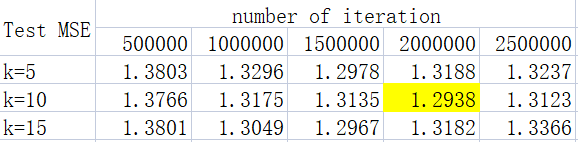 Test MSE number of iteration
500000 1000000 1500000 2000000 2500000
k=5 1.3803 1.3296 1.2978 1.3188 1.3237
k=10 1.3766 1.3175 1.3135 1.2938 1.3123
k=15 1.3801 1.3049 1.2967 1.3182 1.3366